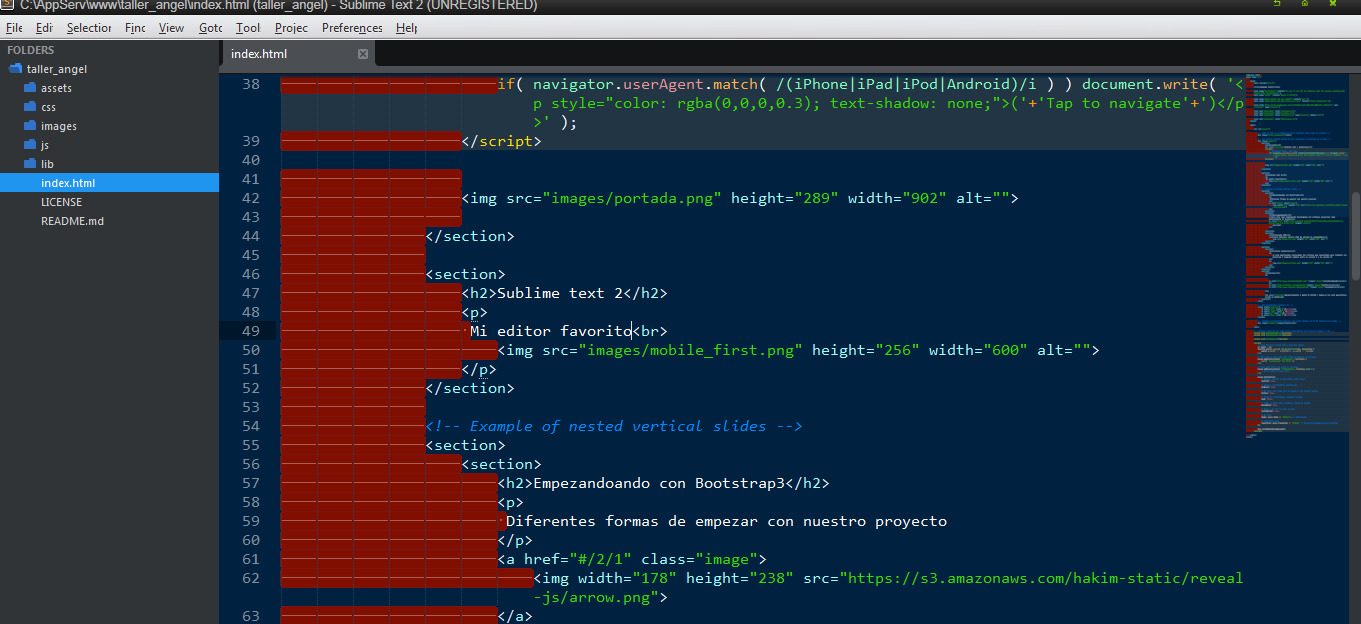 C:\AppServ\www\taller_angel\index.html (taller_angel) - Sublime Text 2 (UNREGISTERED)
File Edit Selection Find View Goto Tools Project Preferences Help
FOLDERS
taller_angel
assets
css
images
js
lib
index.html
LICENSE
README.md
index.html
38 if( navigator.userAgent.match( /(iPhone|iPad|iPod|Android)/i ) ) document.write( '<
p style="color: rgba(0,0,0,0.3); text-shadow: none;">('+'Tap to navigate'+')</p
>' );
39 </script>
40
41
42 <img src="images/portada.png" height="289" width="902" alt="">
43
44 </section>
45
46 <section>
47 <h2>Sublime text 2</h2>
48 <p>
49 Mi editor favorito<br>
50 <img src="images/mobile_first.png" height="256" width="600" alt="">
51 </p>
52 </section>
53
54 <!-- Example of nested vertical slides -->
55 <section>
56 <section>
57 <h2>Empezandoando con Bootstrap3</h2>
58 <p>
59 Diferentes formas de empezar con nuestro proyecto
60 </p>
61 <a href="#/2/1" class="image">
62 <img width="178" height="238" src="https://s3.amazonaws.com/hakim-static/reveal
-js/arrow.png">
63 </a>